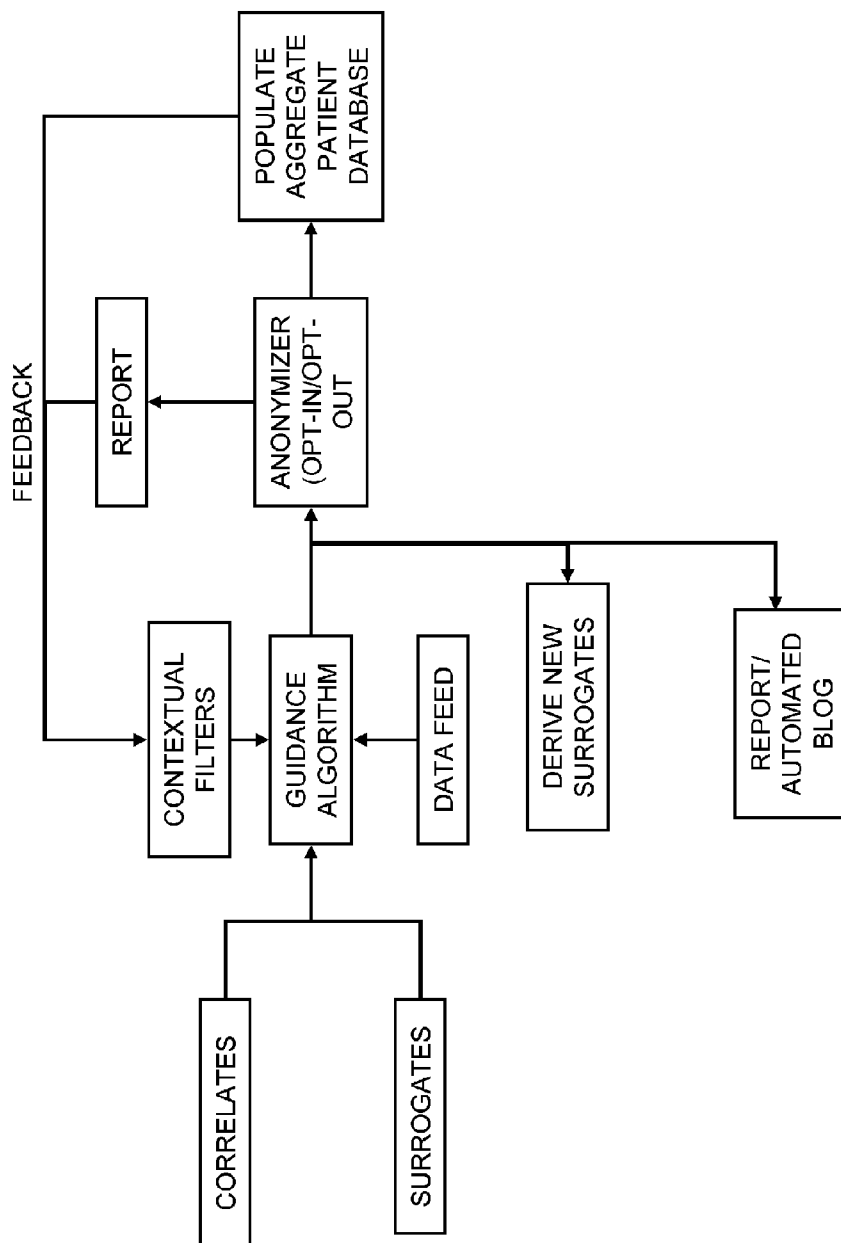 CORRELATES
SURROGATES
CONTEXTUAL
FILTERS
GUIDANCE
ALGORITHM
DATA FEED
DERIVE NEW
SURROGATES
REPORT/
AUTOMATED
BLOG
FEEDBACK
REPORT
ANONYMIZER
(OPT-IN/OPT-
OUT
POPULATE
AGGREGATE
PATIENT
DATABASE